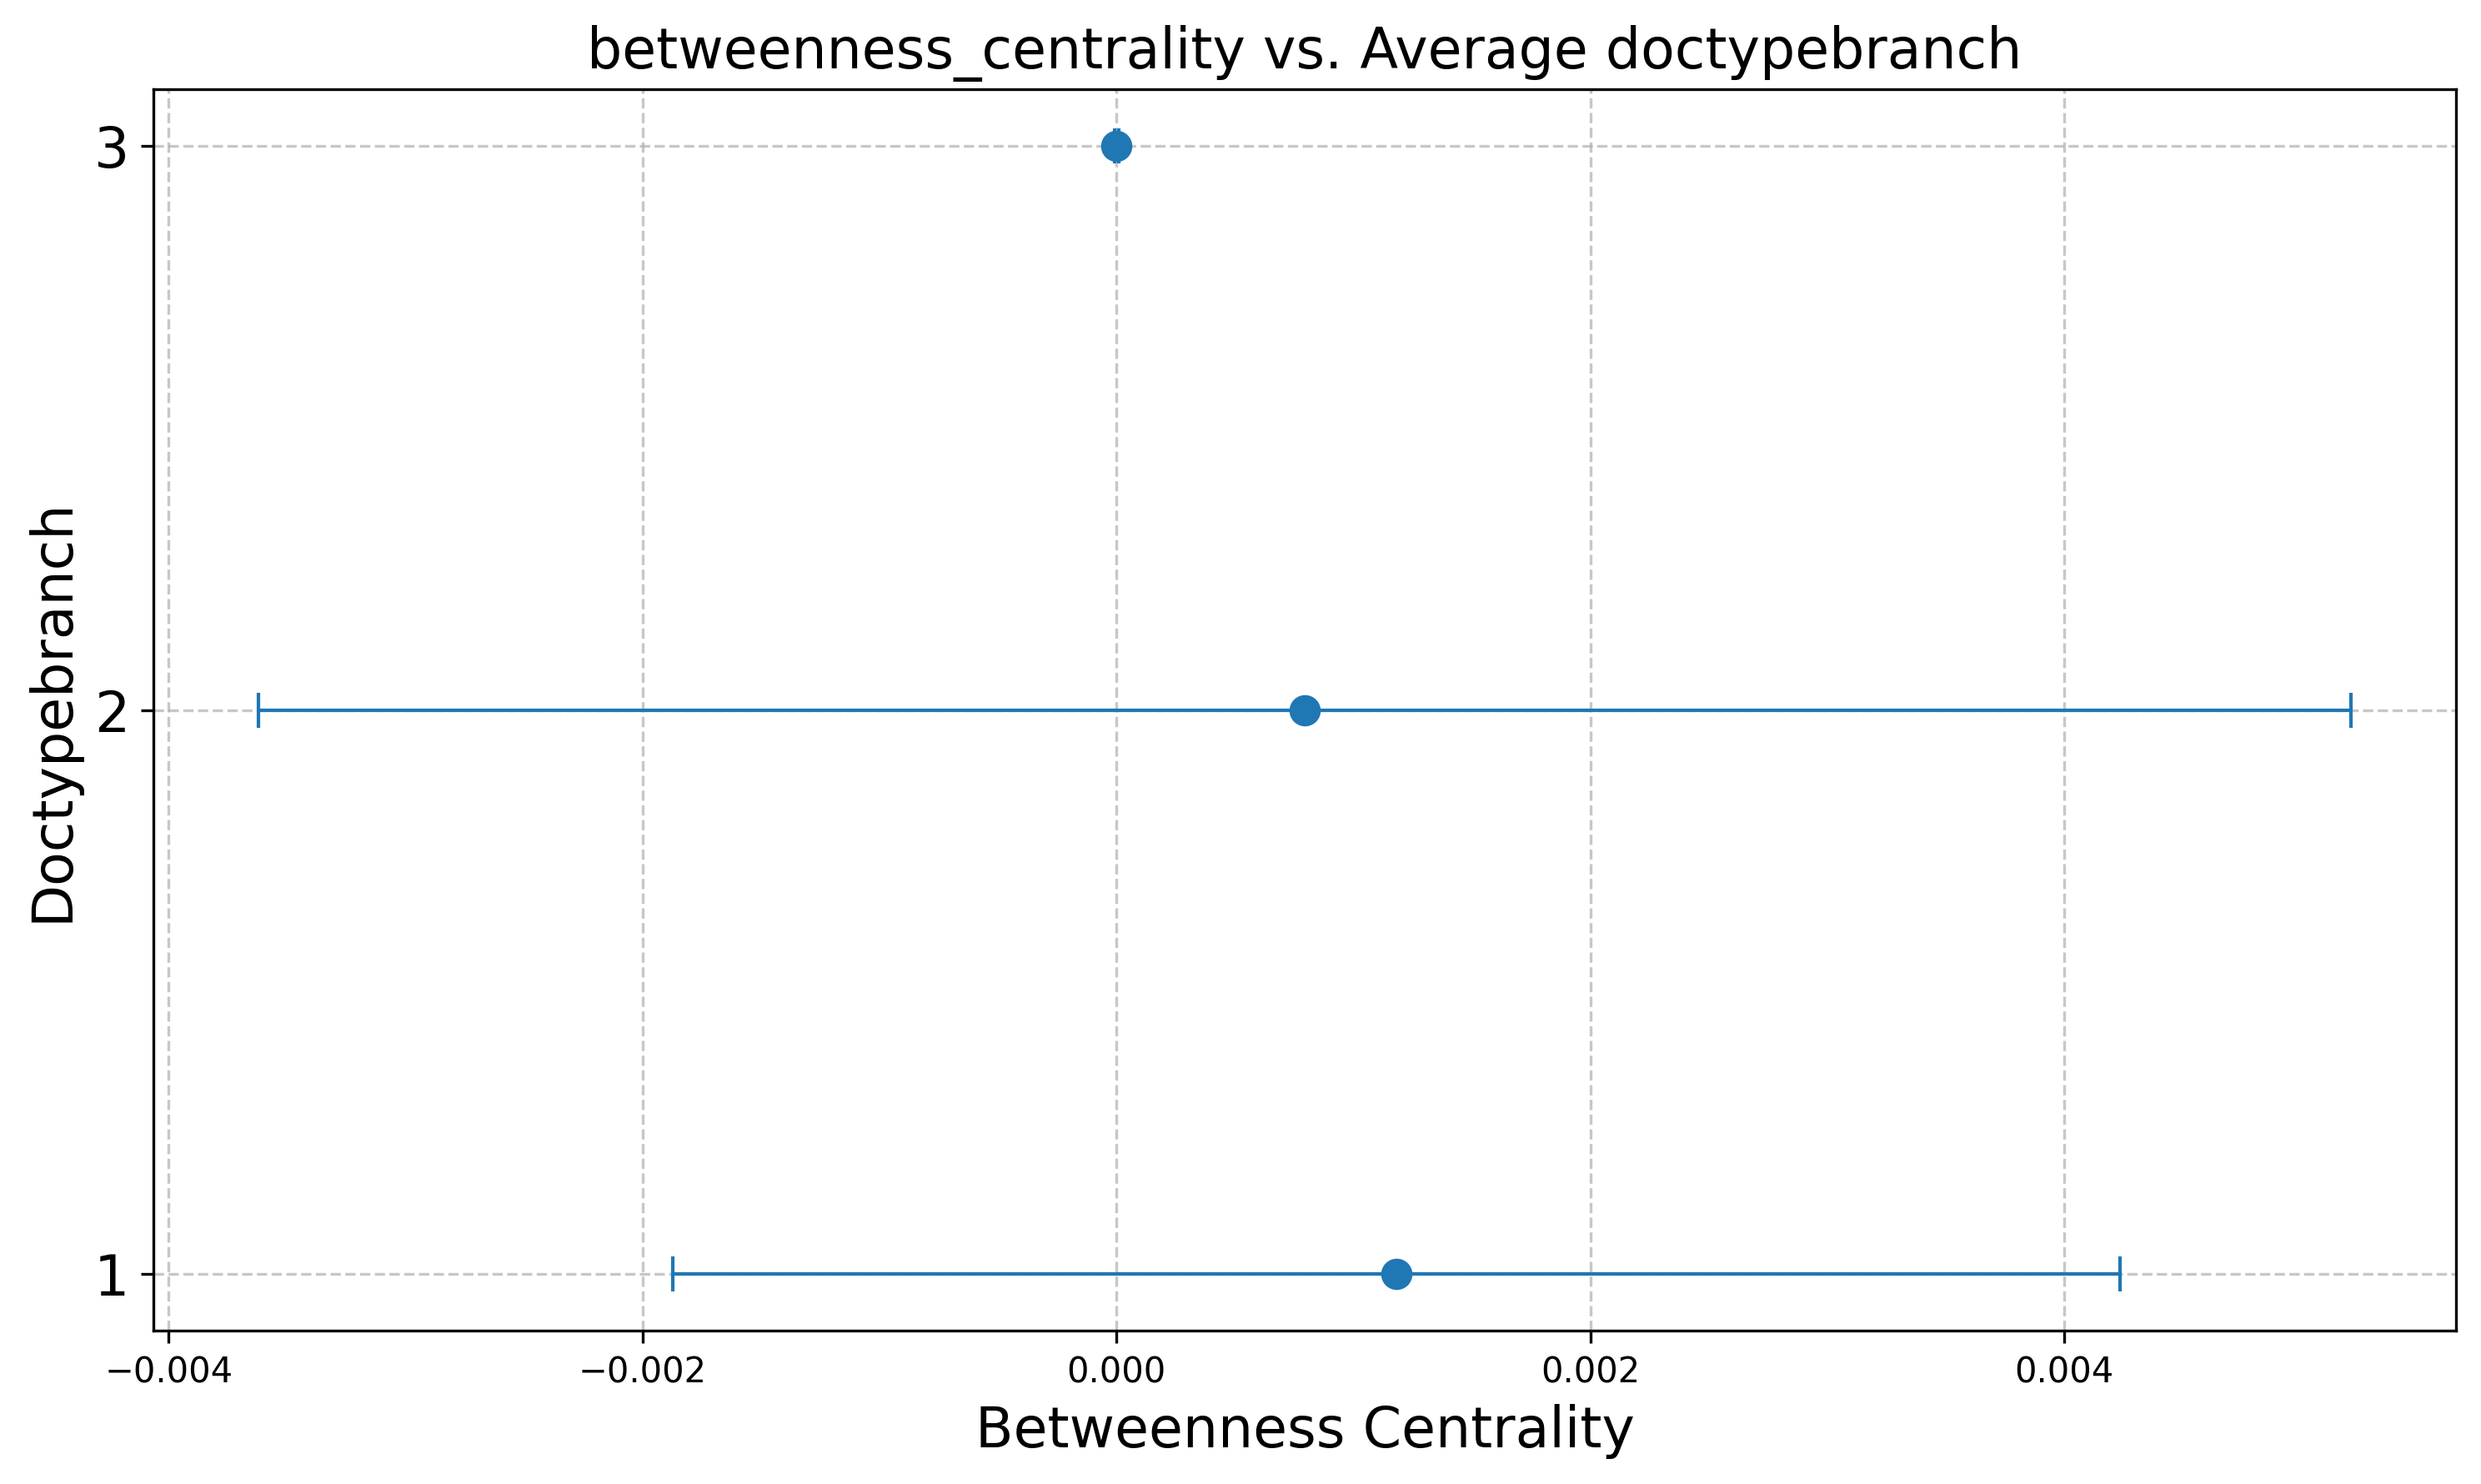 betweenness_centrality vs. Average doctypebranch
3
2
1
Doctypebranch
−0.004
−0.002
0.000
0.002
0.004
Betweenness Centrality